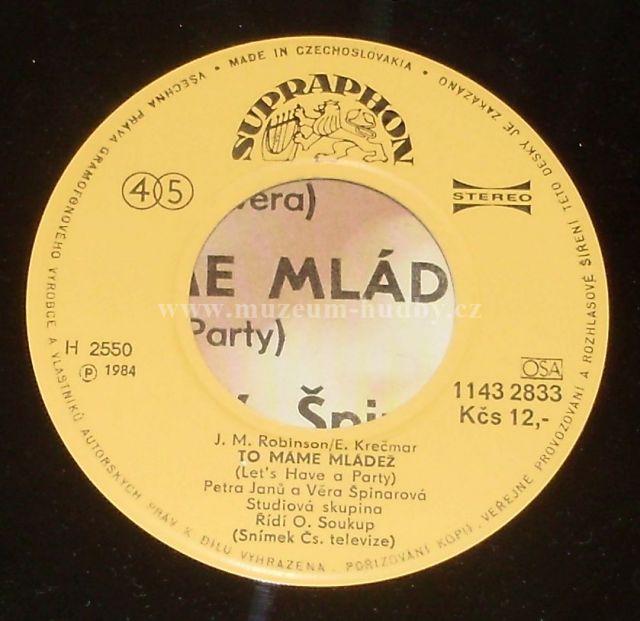 VŠECHNA PRÁVA GRAMOFONOVÉHO VÝROBCE A VLASTNÍKŮ AUTORSKÝCH PRÁV K DÍLU VYHRAZENA. POŘIZOVÁNÍ KOPIÍ, VEŘEJNÉ PROVOZOVÁNÍ A ROZHLASOVÉ ŠÍŘENÍ TÉTO DESKY JE ZAKÁZÁNO • MADE IN CZECHOSLOVAKIA •
SUPRAPHON
45
STEREO
věra)
ME MLÁD
www.muzeum-hudby.cz
Party)
Špin
H 2550
Ⓟ 1984
OSA
1143 2833
Kčs 12,-
J. M. Robinson/E. Krečmar
TO MÁME MLÁDEŽ
(Let's Have a Party)
Petra Janů a Věra Špinarová
Studiová skupina
Řídí O. Soukup
(Snímek Čs. televize)